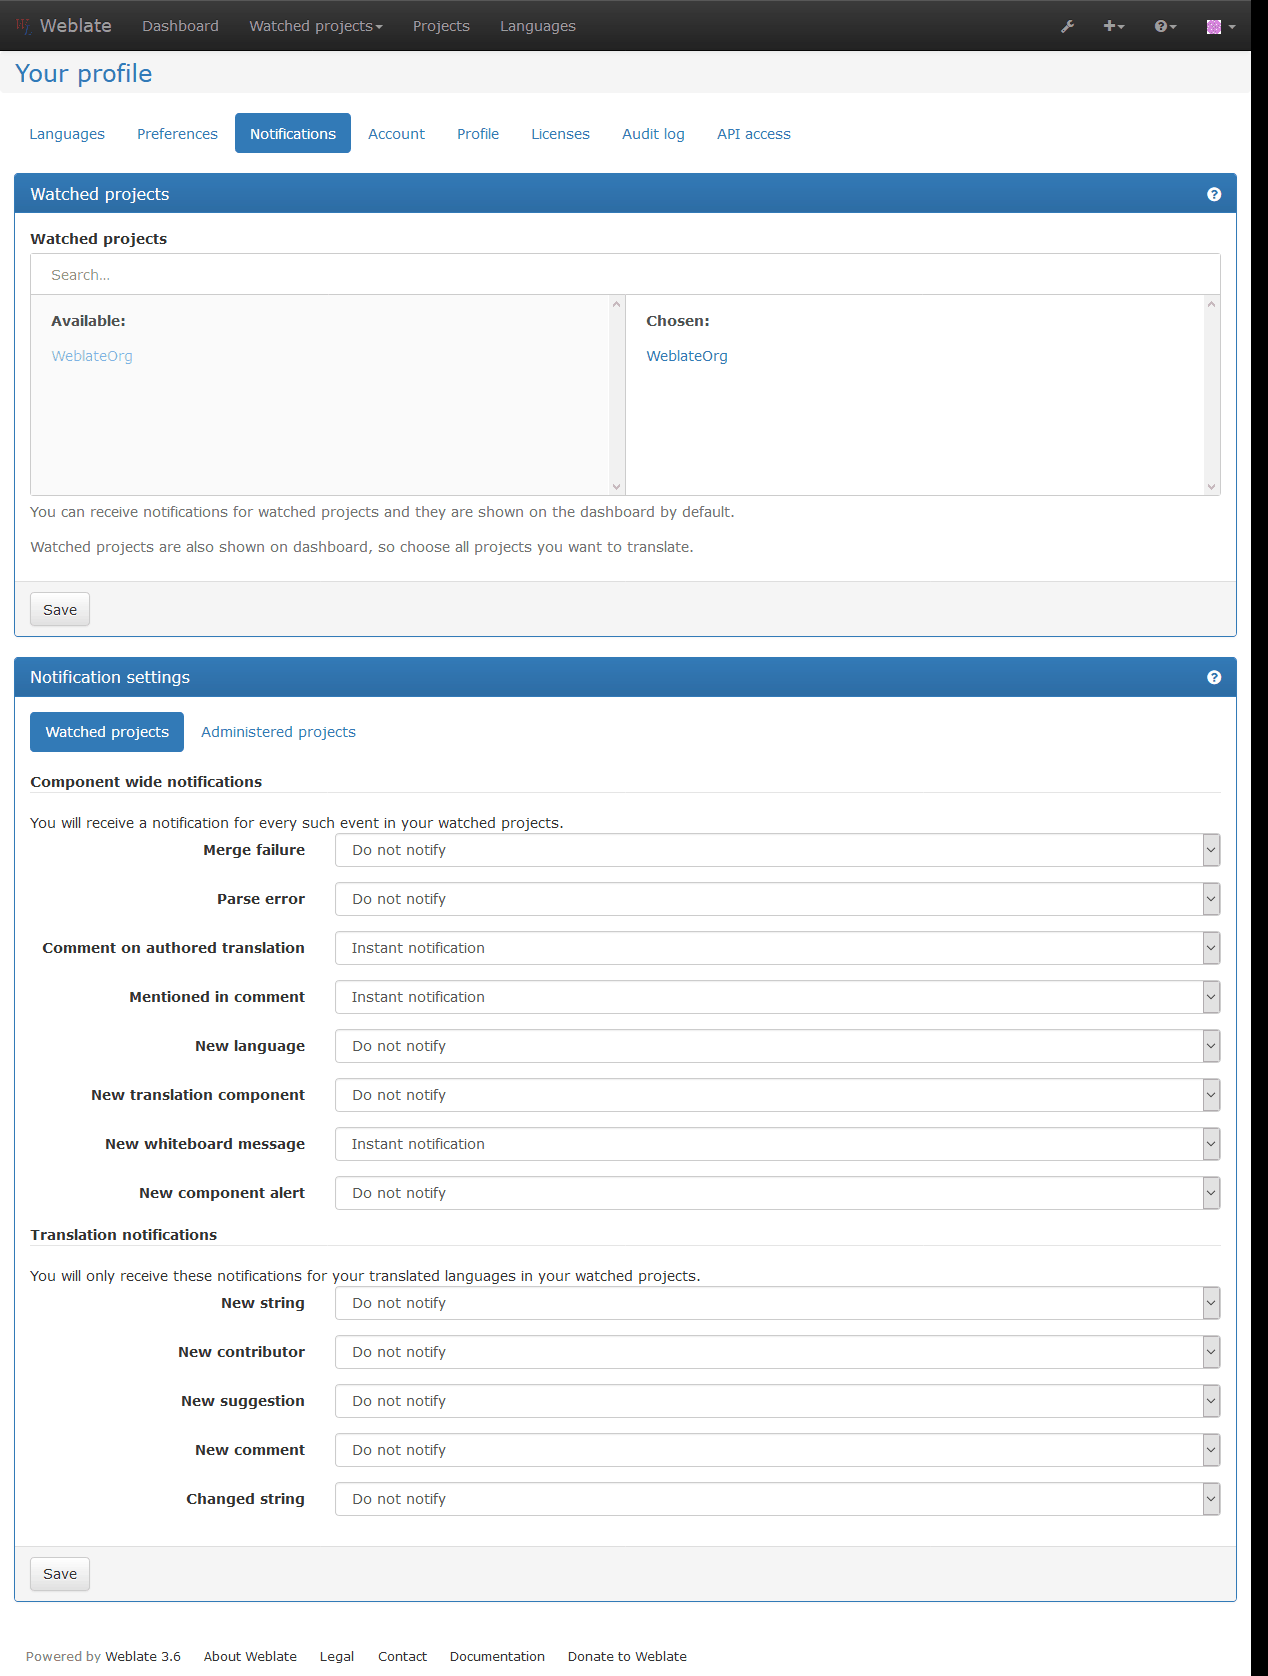 Weblate Dashboard Watched projects Projects Languages
Your profile
Languages Preferences Notifications Account Profile Licenses Audit log API access
Watched projects
Watched projects
Search...
Available: Chosen:
WeblateOrg WeblateOrg
You can receive notifications for watched projects and they are shown on the dashboard by default.
Watched projects are also shown on dashboard, so choose all projects you want to translate.
Save
Notification settings
Watched projects Administered projects
Component wide notifications
You will receive a notification for every such event in your watched projects.
Merge failure Do not notify
Parse error Do not notify
Comment on authored translation Instant notification
Mentioned in comment Instant notification
New language Do not notify
New translation component Do not notify
New whiteboard message Instant notification
New component alert Do not notify
Translation notifications
You will only receive these notifications for your translated languages in your watched projects.
New string Do not notify
New contributor Do not notify
New suggestion Do not notify
New comment Do not notify
Changed string Do not notify
Save
Powered by Weblate 3.6 About Weblate Legal Contact Documentation Donate to Weblate